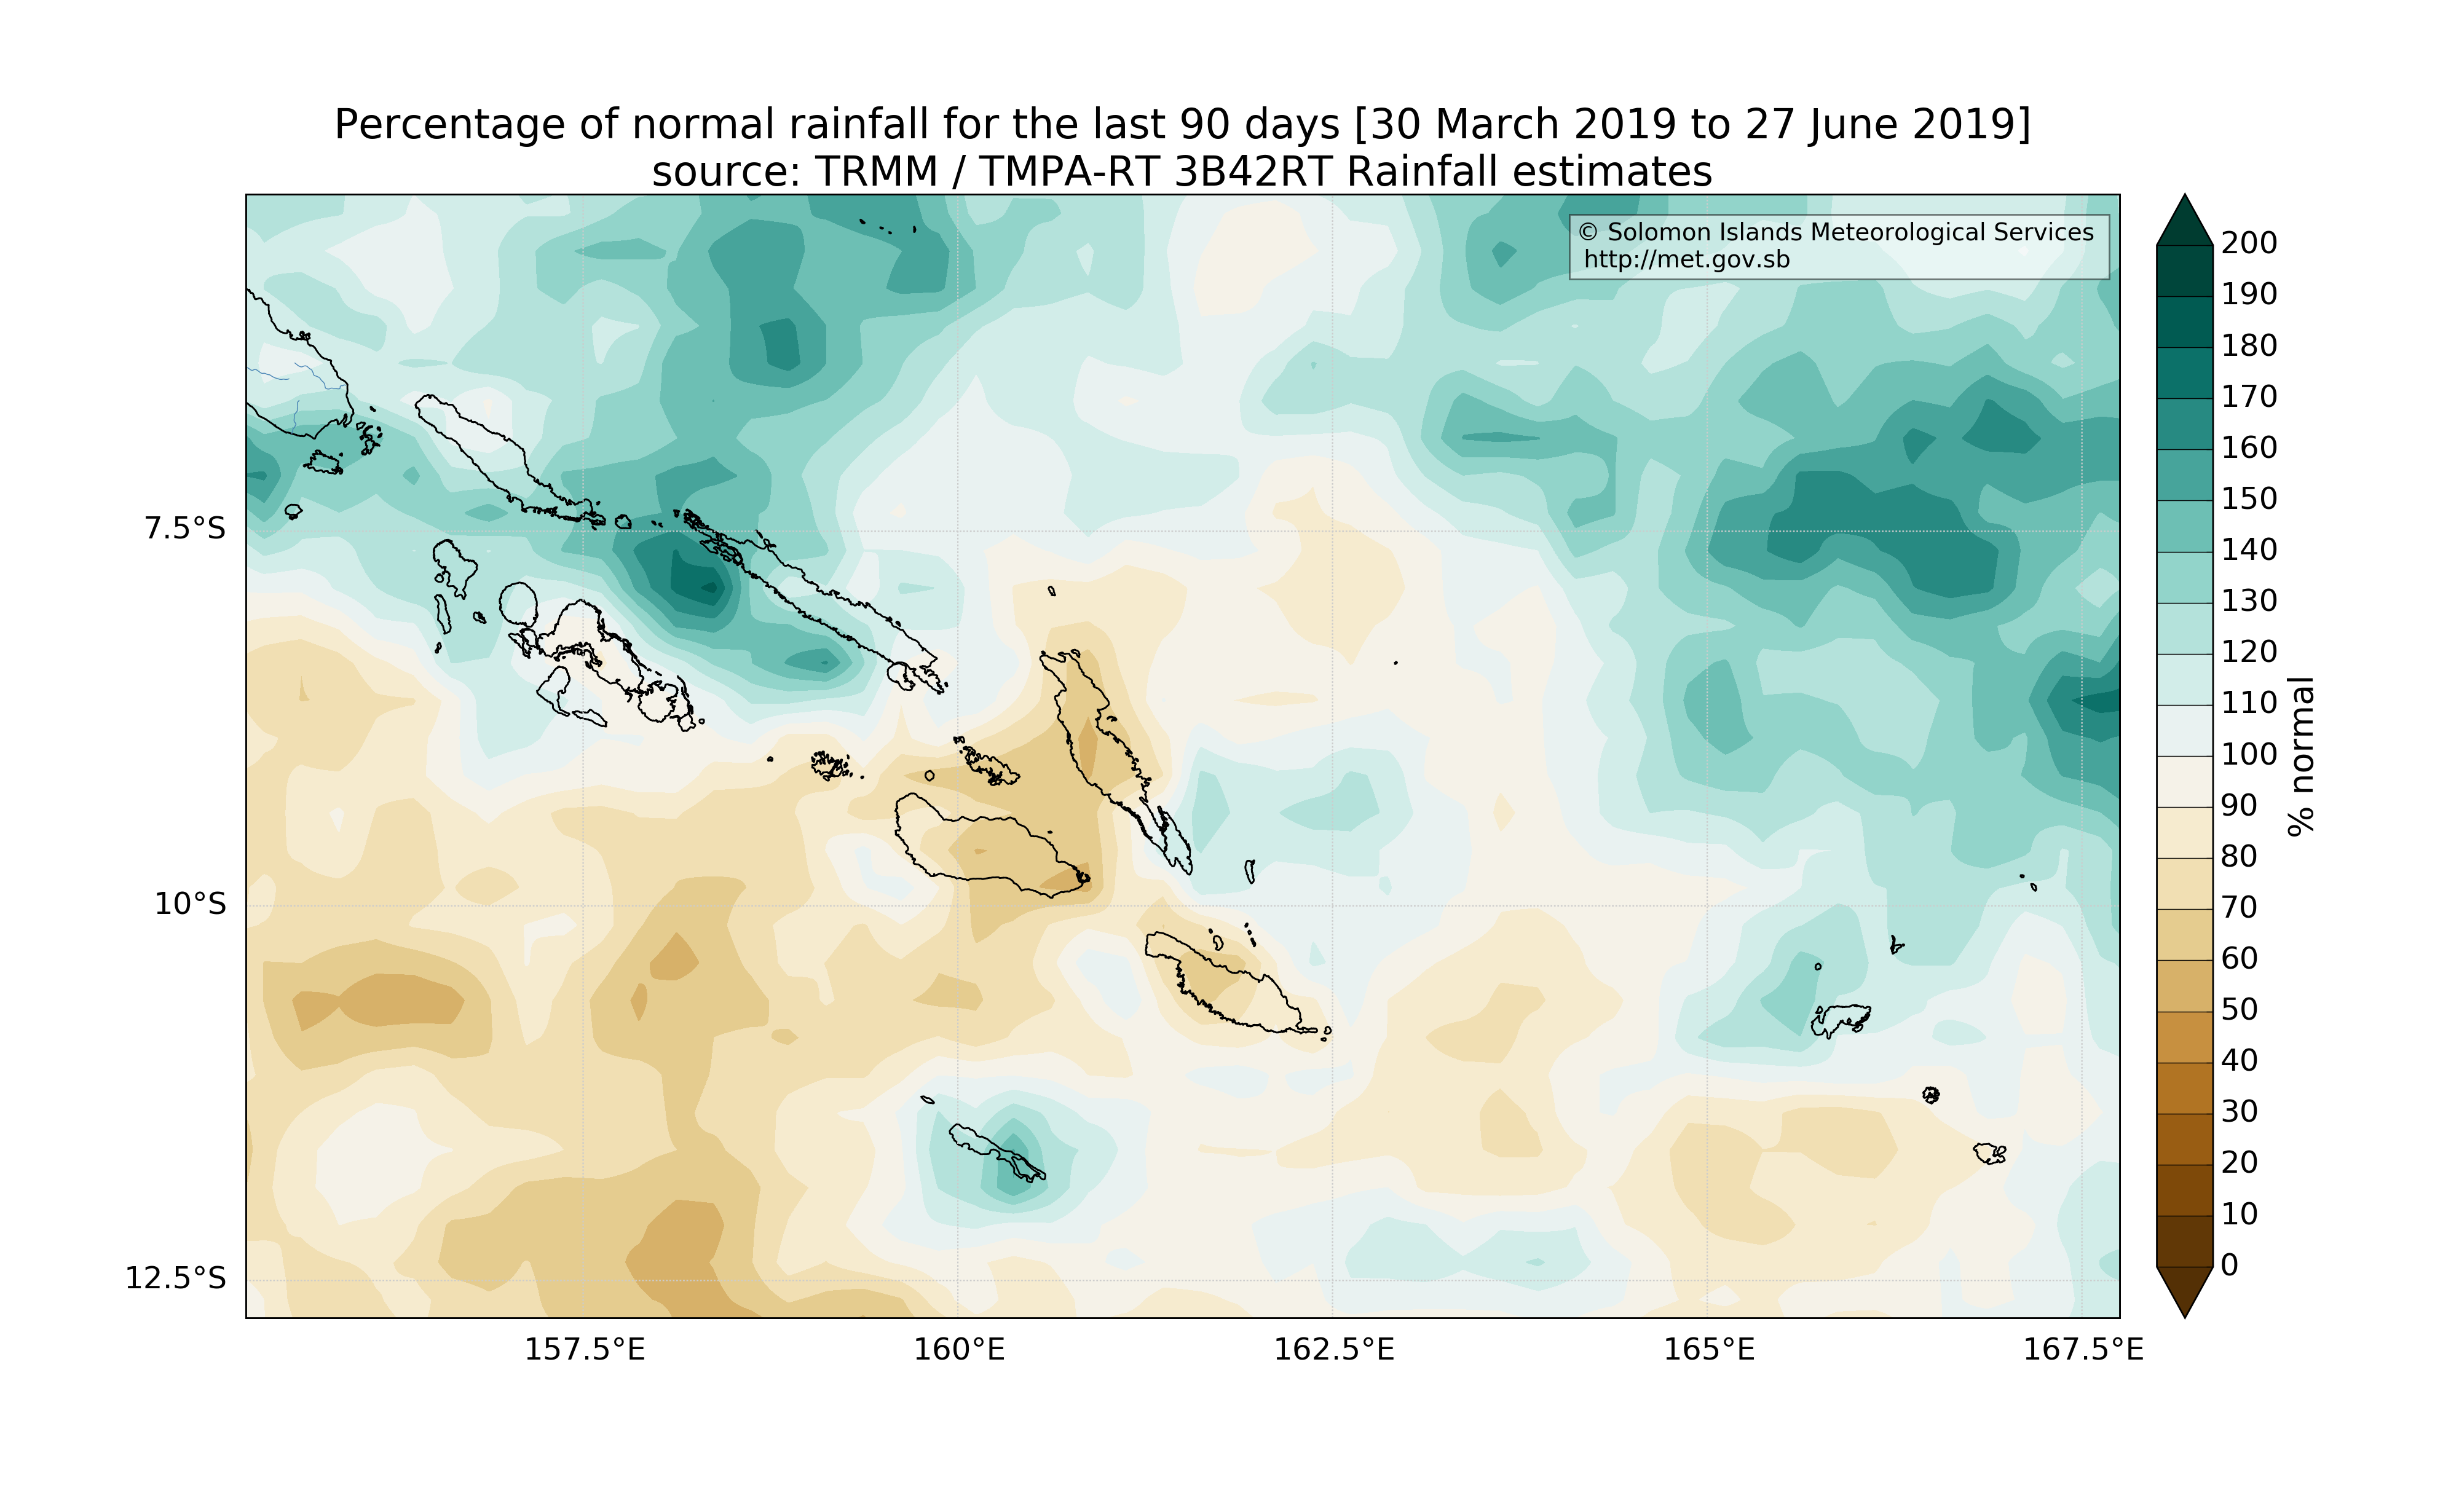 Percentage of normal rainfall for the last 90 days [30 March 2019 to 27 June 2019]
source: TRMM / TMPA-RT 3B42RT Rainfall estimates
© Solomon Islands Meteorological Services
http://met.gov.sb
7.5°S
10°S
12.5°S
157.5°E
160°E
162.5°E
165°E
167.5°E
200
190
180
170
160
150
140
130
120
110
100
90
80
70
60
50
40
30
20
10
0
% normal